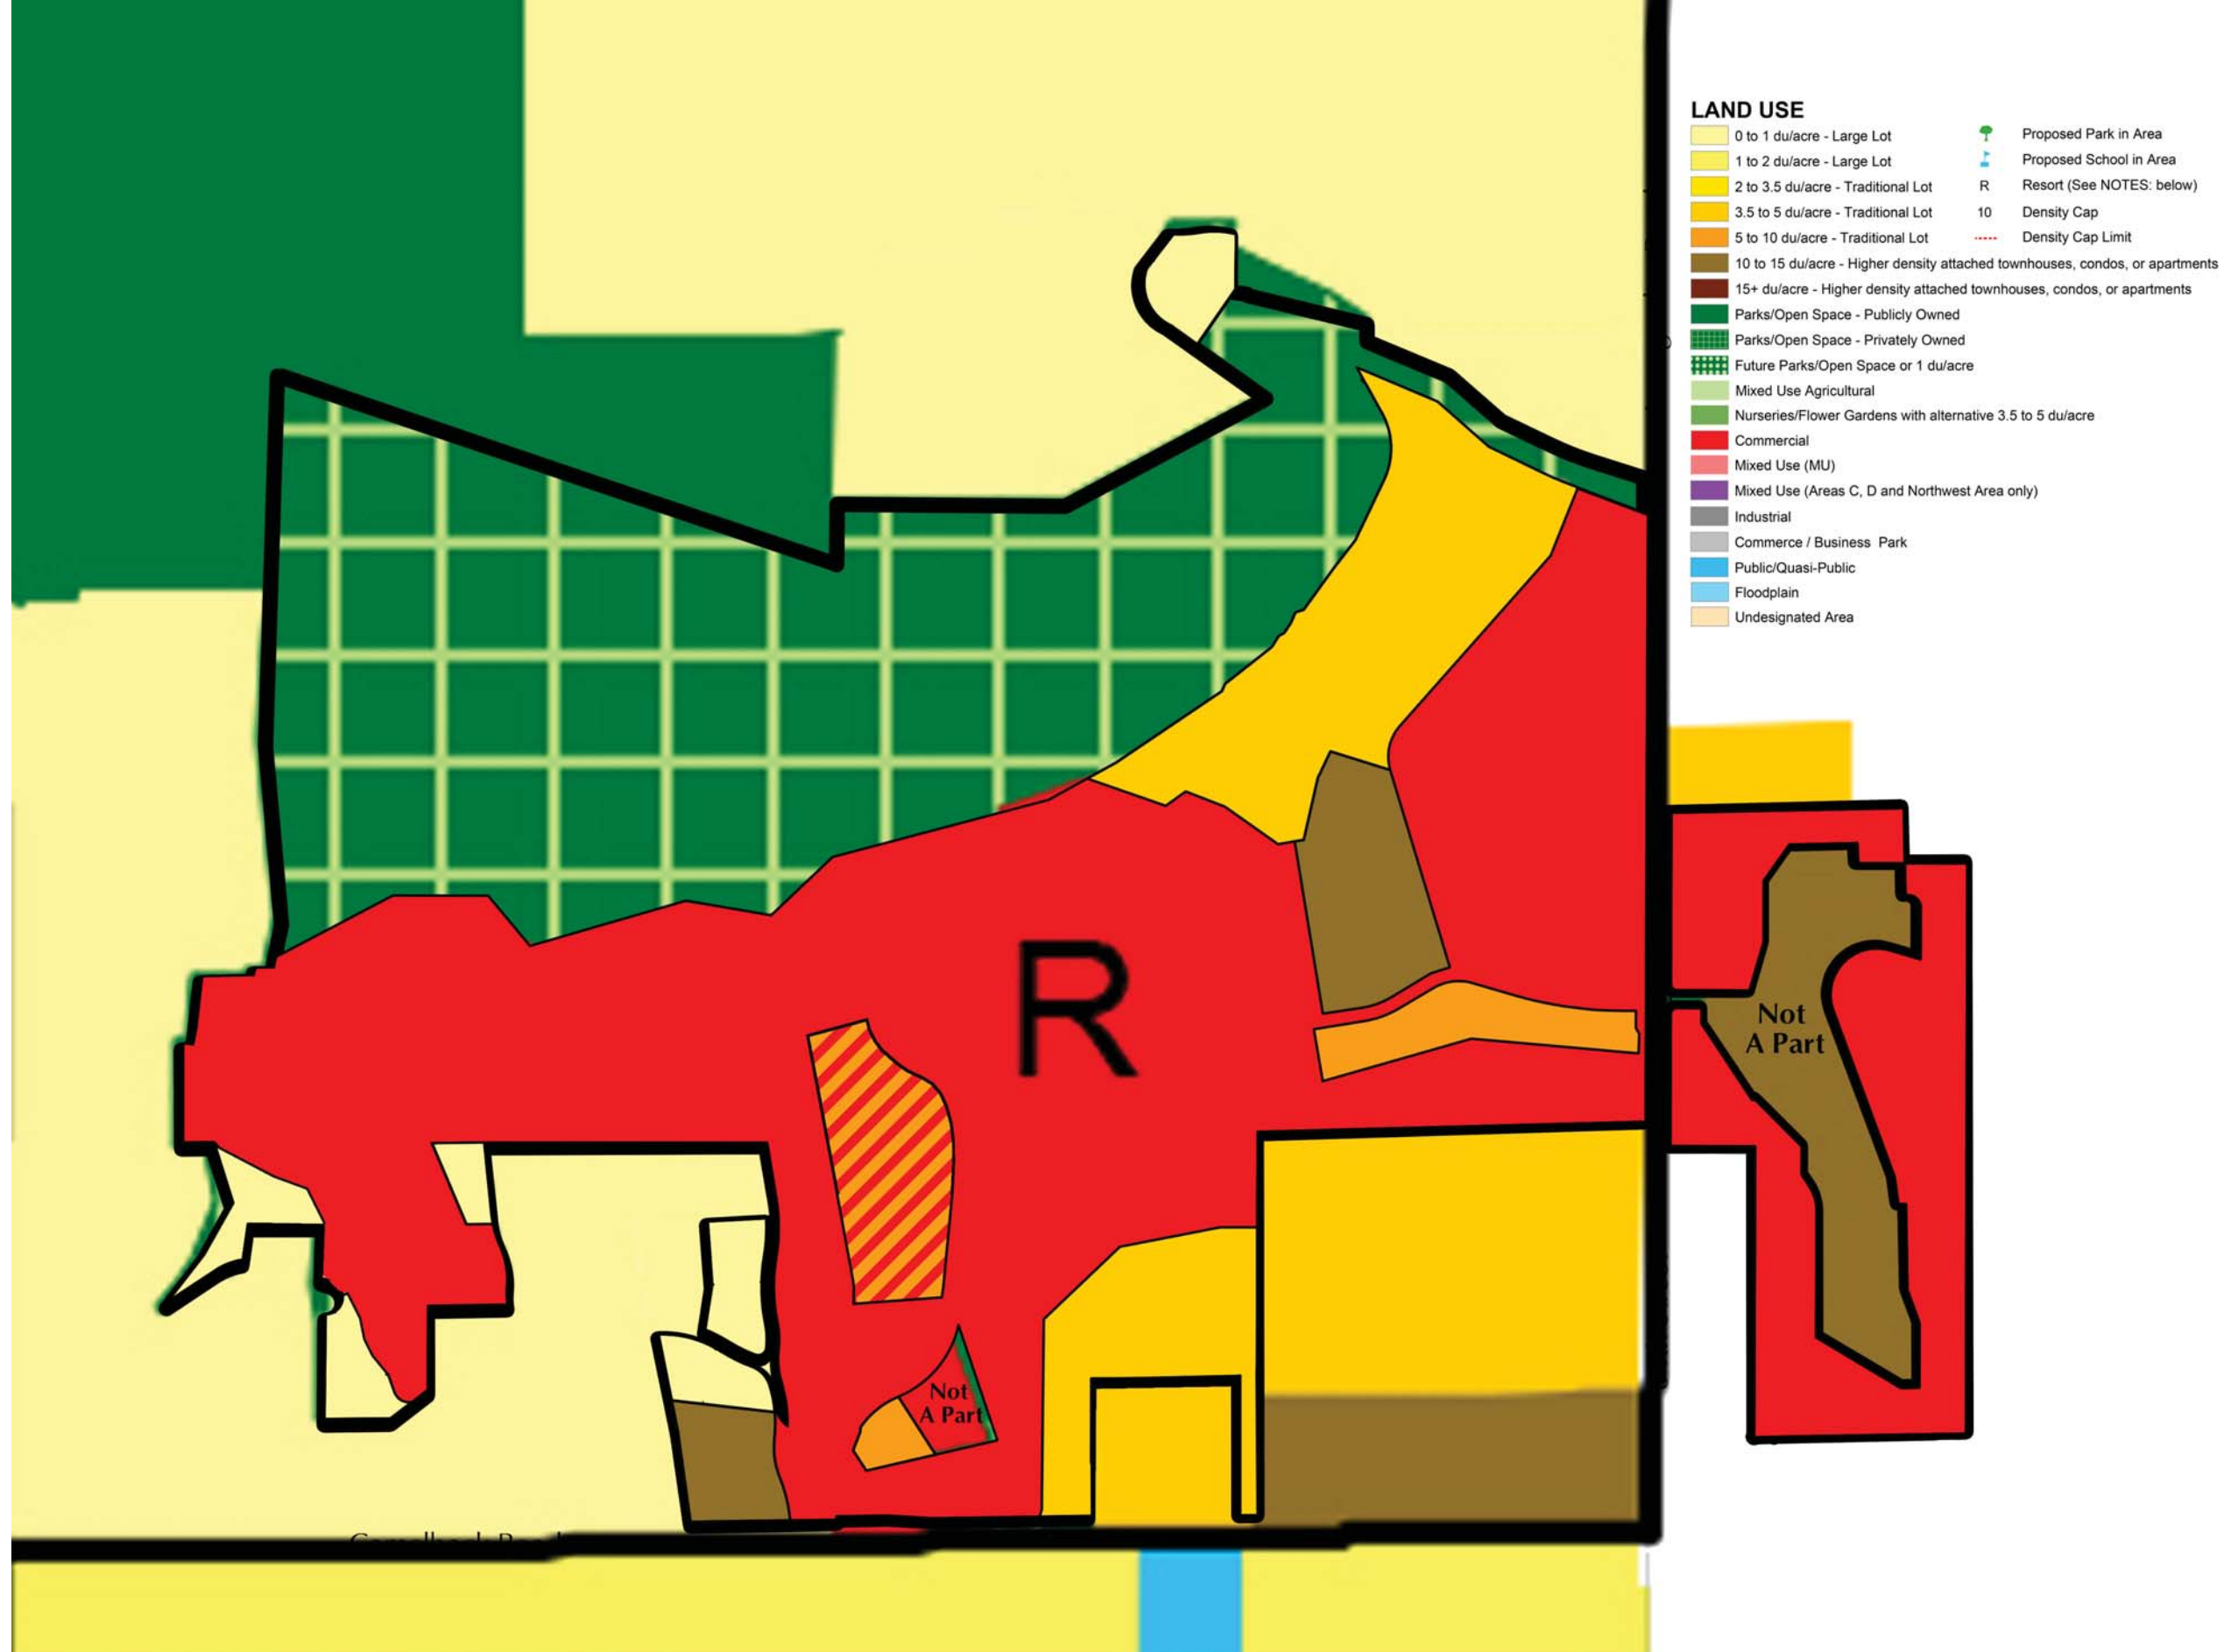 LAND USE
0 to 1 du/acre - Large Lot
1 to 2 du/acre - Large Lot
2 to 3.5 du/acre - Traditional Lot
3.5 to 5 du/acre - Traditional Lot
5 to 10 du/acre - Traditional Lot
10 to 15 du/acre - Higher density attached townhouses, condos, or apartments
15+ du/acre - Higher density attached townhouses, condos, or apartments
Parks/Open Space - Publicly Owned
Parks/Open Space - Privately Owned
Future Parks/Open Space or 1 du/acre
Mixed Use Agricultural
Nurseries/Flower Gardens with alternative 3.5 to 5 du/acre
Commercial
Mixed Use (MU)
Mixed Use (Areas C, D and Northwest Area only)
Industrial
Commerce / Business Park
Public/Quasi-Public
Floodplain
Undesignated Area
Proposed Park in Area
Proposed School in Area
R Resort (See NOTES: below)
10 Density Cap
Density Cap Limit
R
Not
A Part
Not
A Part